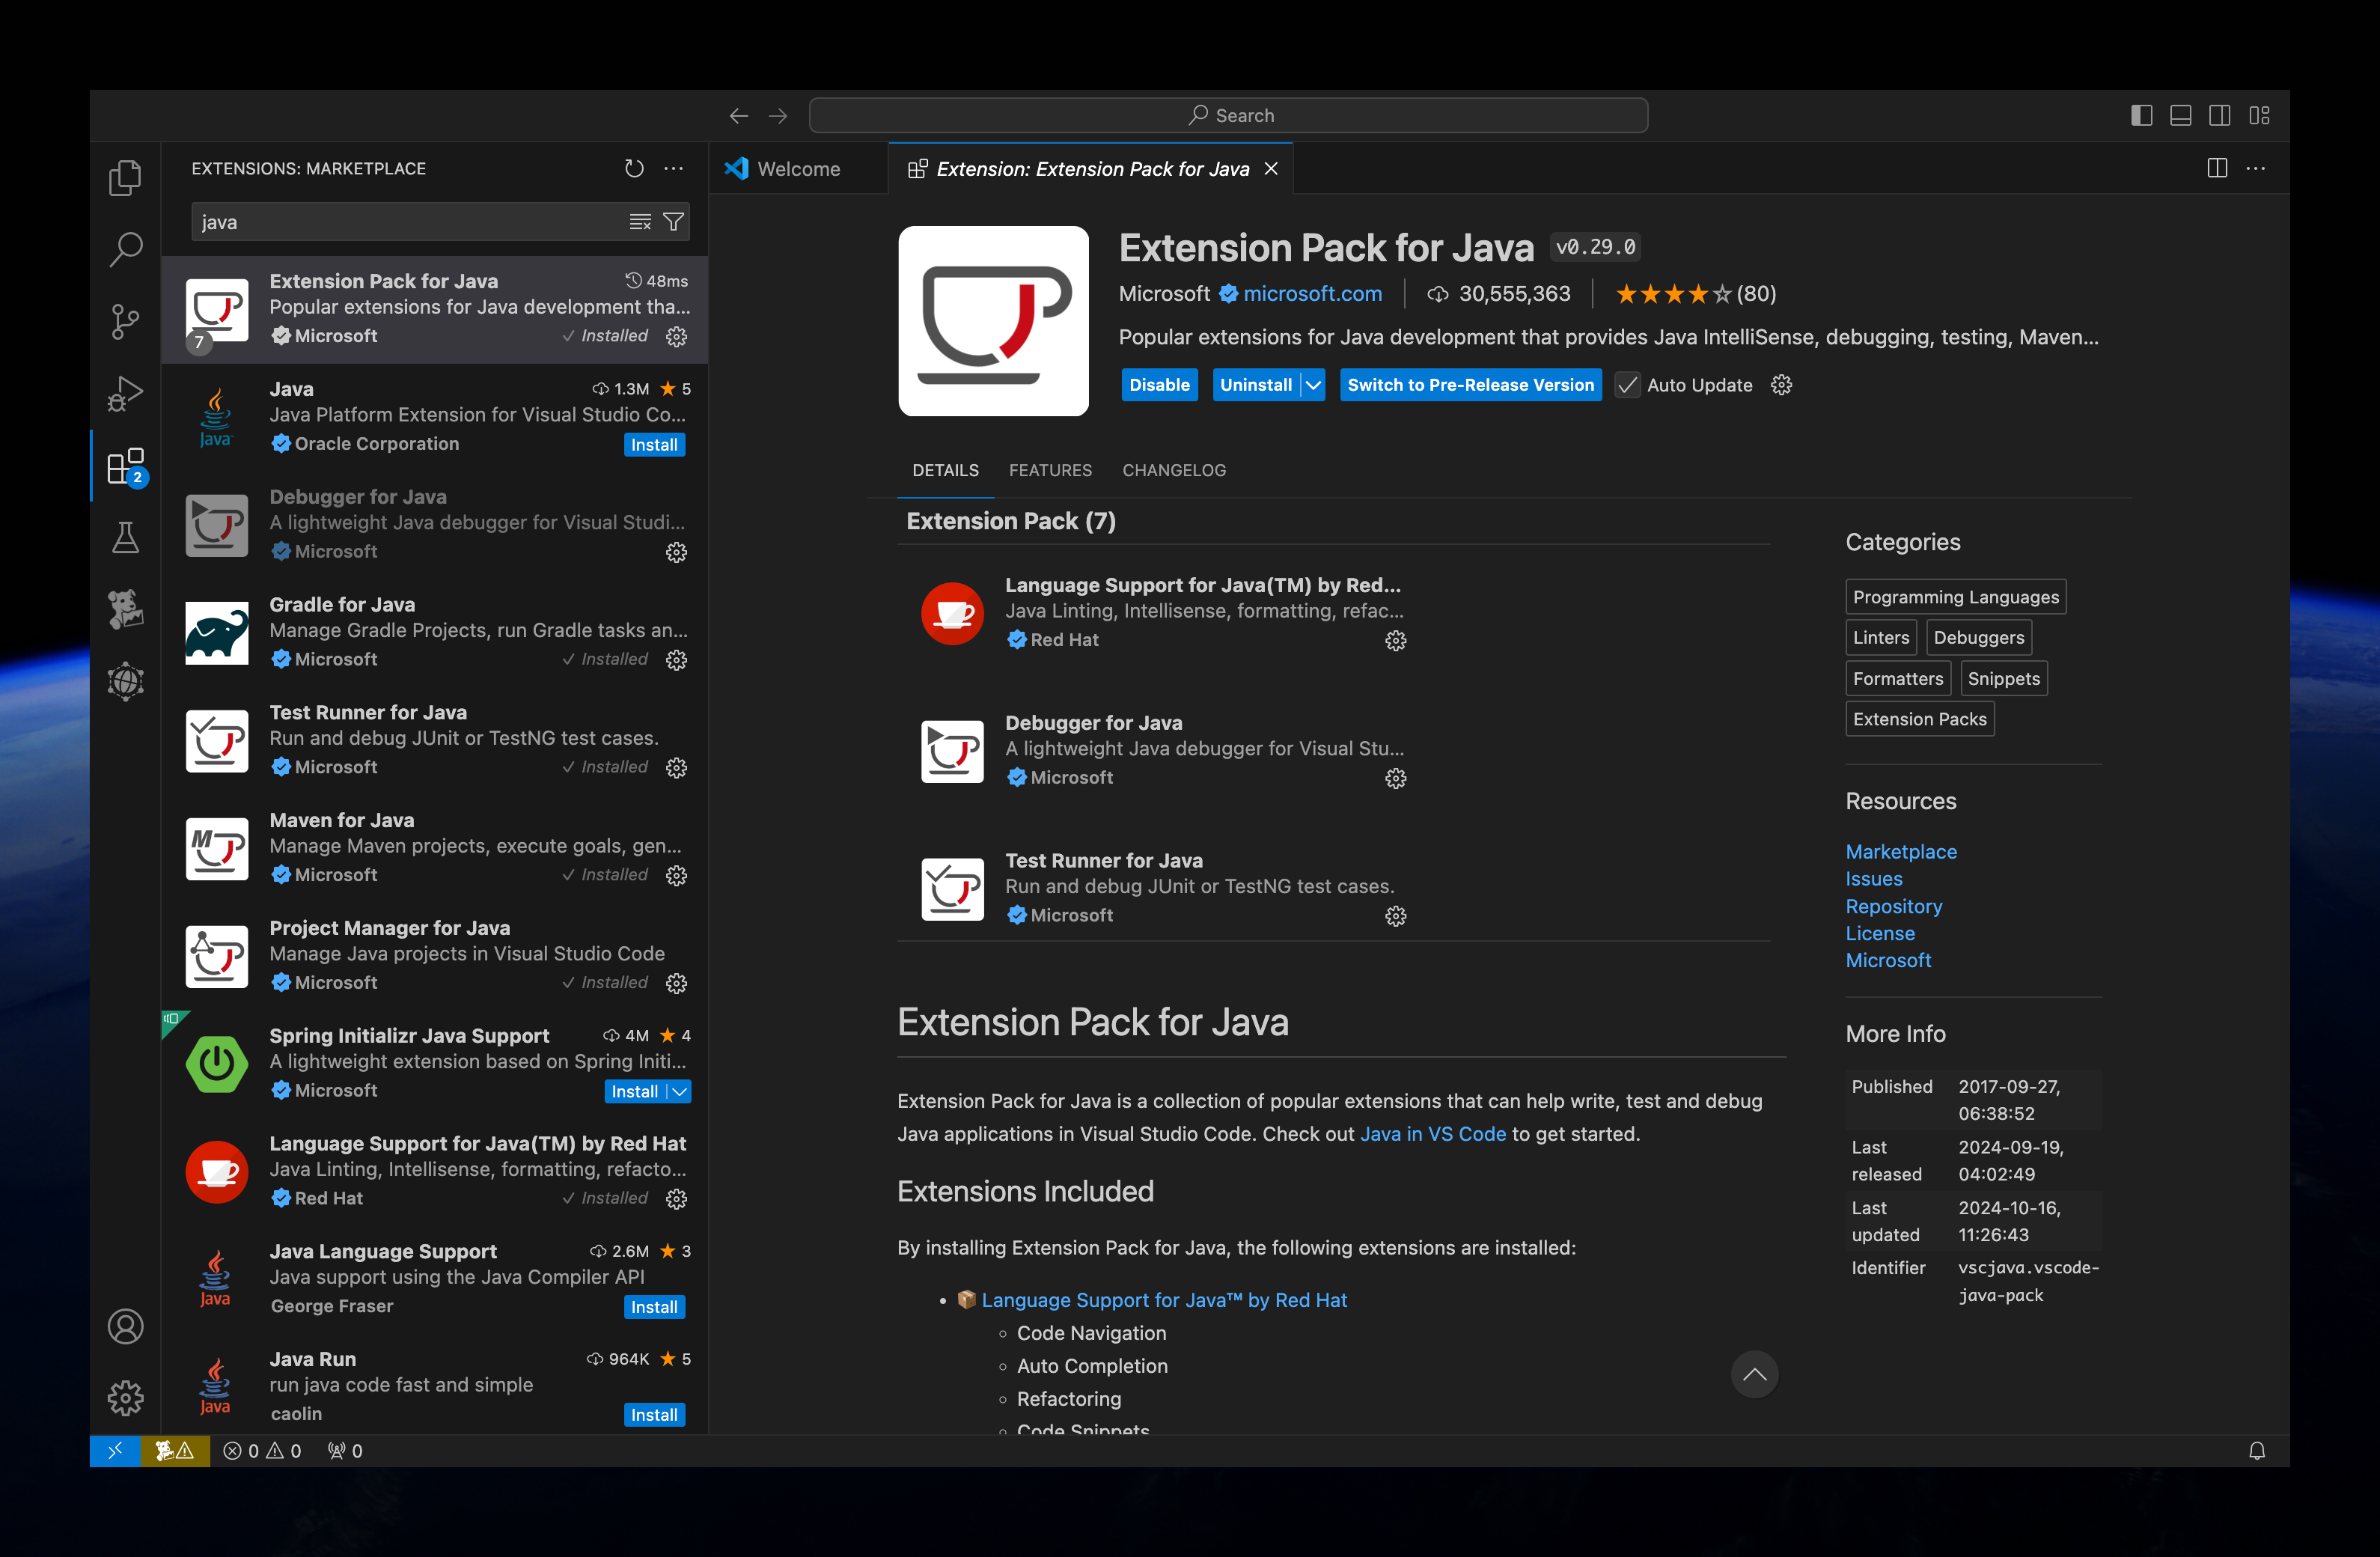 Search
EXTENSIONS: MARKETPLACE
java
Extension Pack for Java
48ms
Popular extensions for Java development tha...
Microsoft
Installed
7
Java
1.3M
5
Java Platform Extension for Visual Studio Co...
Oracle Corporation
Install
Java
Debugger for Java
A lightweight Java debugger for Visual Studi...
Microsoft
2
Gradle for Java
Manage Gradle Projects, run Gradle tasks an...
Microsoft
Installed
Test Runner for Java
Run and debug JUnit or TestNG test cases.
Microsoft
Installed
Maven for Java
Manage Maven projects, execute goals, gen...
Microsoft
Installed
M
Project Manager for Java
Manage Java projects in Visual Studio Code
Microsoft
Installed
Spring Initializr Java Support
4M
4
A lightweight extension based on Spring Initi...
Microsoft
Install
Language Support for Java(TM) by Red Hat
Java Linting, Intellisense, formatting, refacto...
Red Hat
Installed
Java Language Support
2.6M
3
Java support using the Java Compiler API
George Fraser
Install
Java
Java Run
964K
5
run java code fast and simple
caolin
Install
Java
Welcome
Extension: Extension Pack for Java
Extension Pack for Java
v0.29.0
Microsoft
microsoft.com
30,555,363
(80)
Popular extensions for Java development that provides Java IntelliSense, debugging, testing, Maven...
Disable
Uninstall
Switch to Pre-Release Version
Auto Update
DETAILS
FEATURES
CHANGELOG
Extension Pack (7)
Language Support for Java(TM) by Red...
Java Linting, Intellisense, formatting, refac...
Red Hat
Debugger for Java
A lightweight Java debugger for Visual Stu...
Microsoft
Test Runner for Java
Run and debug JUnit or TestNG test cases.
Microsoft
Extension Pack for Java
Extension Pack for Java is a collection of popular extensions that can help write, test and debug
Java applications in Visual Studio Code. Check out Java in VS Code to get started.
Extensions Included
By installing Extension Pack for Java, the following extensions are installed:
• 📦 Language Support for Java™ by Red Hat
◦ Code Navigation
◦ Auto Completion
◦ Refactoring
◦ Code Snippets
Categories
Programming Languages
Linters
Debuggers
Formatters
Snippets
Extension Packs
Resources
Marketplace
Issues
Repository
License
Microsoft
More Info
Published
2017-09-27,
06:38:52
Last
released
2024-09-19,
04:02:49
Last
updated
2024-10-16,
11:26:43
Identifier
vscjava.vscode-
java-pack
0
0
0